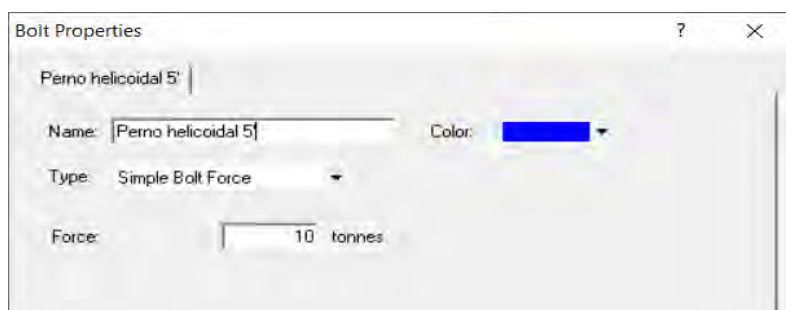 Bolt Properties ?
Perno helicoidal 5'
Name: Perno helicoidal 5' Color:
Type: Simple Bolt Force
Force: 10 tonnes